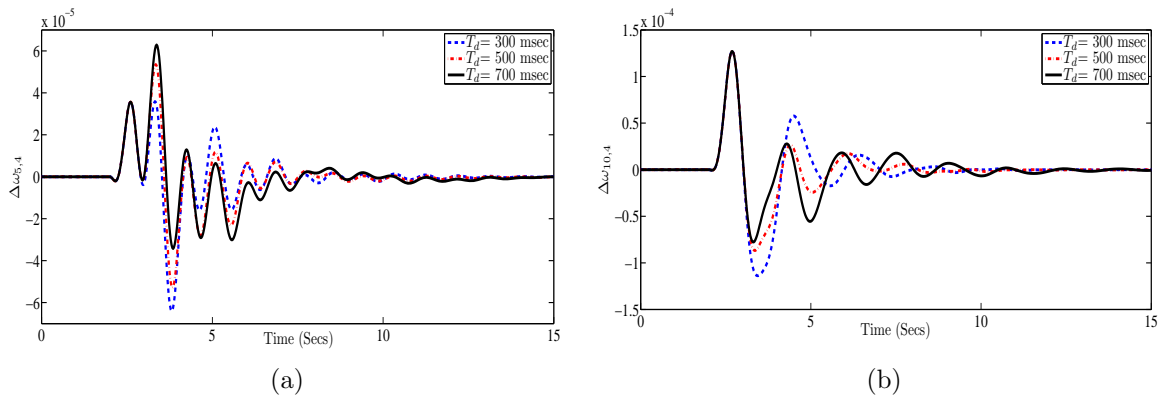 x 10⁻⁵
6
4
2
0
−2
−4
−6
Δω₅,₄
0
5
10
15
Time (Secs)
T_d= 300 msec
T_d= 500 msec
T_d= 700 msec
(a)
x 10⁻⁴
1.5
1
0.5
0
−0.5
−1
−1.5
Δω₁₀,₄
0
5
10
15
Time (Secs)
T_d= 300 msec
T_d= 500 msec
T_d= 700 msec
(b)